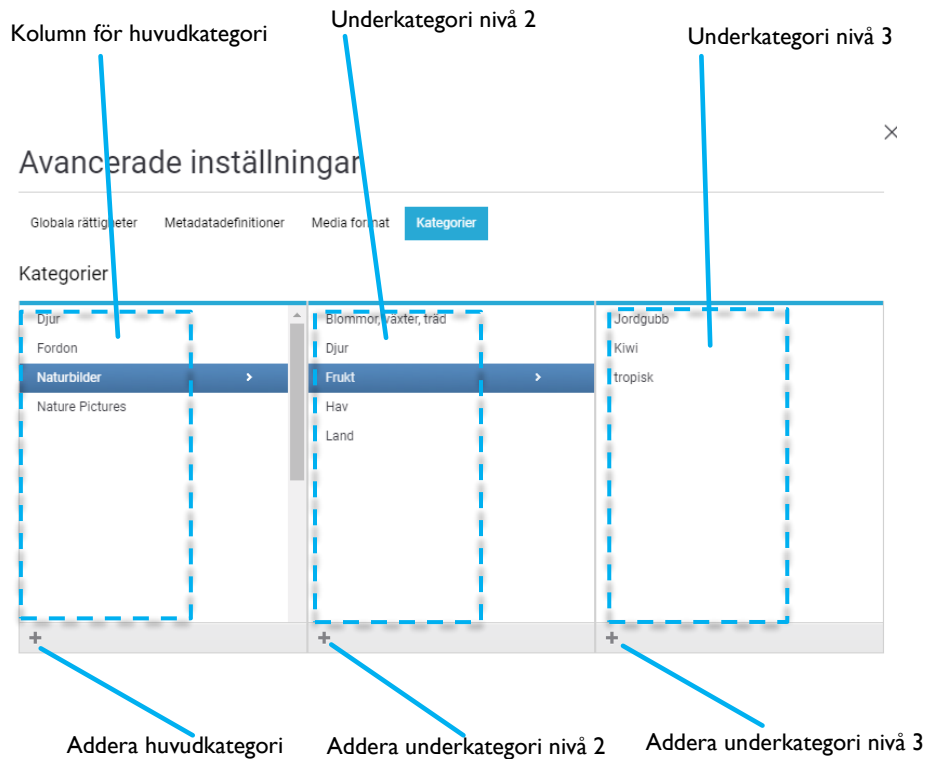 Kolumn för huvudkategori
Underkategori nivå 2
Underkategori nivå 3
Avancerade inställningar
Globala rättigheter Metadatadefinitioner Media format Kategorier
Kategorier
Djur
Fordon
Naturbilder
Nature Pictures
Blommor, växter, träd
Djur
Frukt
Hav
Land
Jordgubb
Kiwi
tropisk
Addera huvudkategori
Addera underkategori nivå 2
Addera underkategori nivå 3